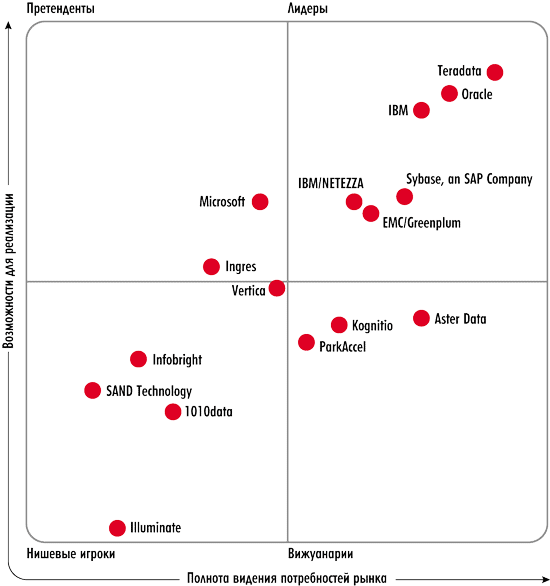 Претенденты
Лидеры
Teradata
Oracle
IBM
IBM/NETEZZA
Sybase, an SAP Company
Microsoft
EMC/Greenplum
Ingres
Vertica
Aster Data
Kognitio
ParkAccel
Infobright
SAND Technology
1010data
Illuminate
Нишевые игроки
Вижуанарии
Возможности для реализации
Полнота видения потребностей рынка